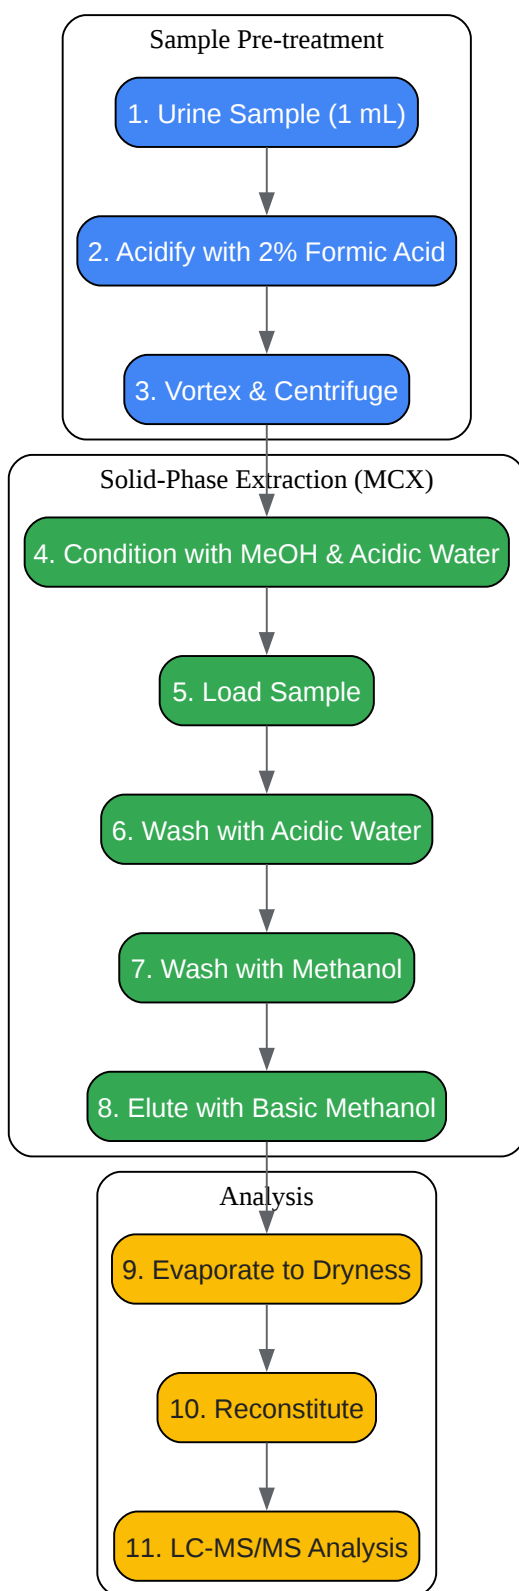 Sample Pre-treatment
1. Urine Sample (1 mL)
2. Acidify with 2% Formic Acid
3. Vortex & Centrifuge
Solid-Phase Extraction (MCX)
4. Condition with MeOH & Acidic Water
5. Load Sample
6. Wash with Acidic Water
7. Wash with Methanol
8. Elute with Basic Methanol
Analysis
9. Evaporate to Dryness
10. Reconstitute
11. LC-MS/MS Analysis